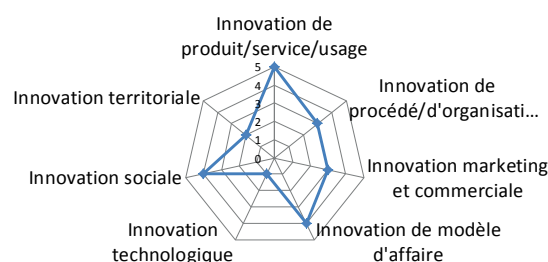 Innovation de
produit/service/usage
Innovation de
procédé/d'organisati...
Innovation marketing
et commerciale
Innovation de modèle
d'affaire
Innovation
technologique
Innovation sociale
Innovation territoriale
5
4
3
2
1
0